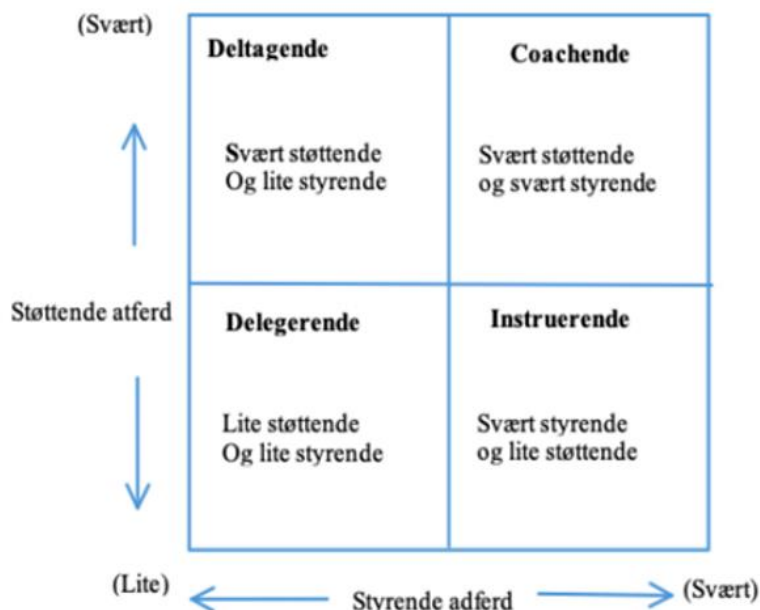 (Svært)
Deltagende
Coachende
Svært støttende
Og lite styrende
Svært støttende
og svært styrende
Støttende atferd
Delegerende
Instruerende
Lite støttende
Og lite styrende
Svært styrende
og lite støttende
(Lite)
Styrende adferd
(Svært)